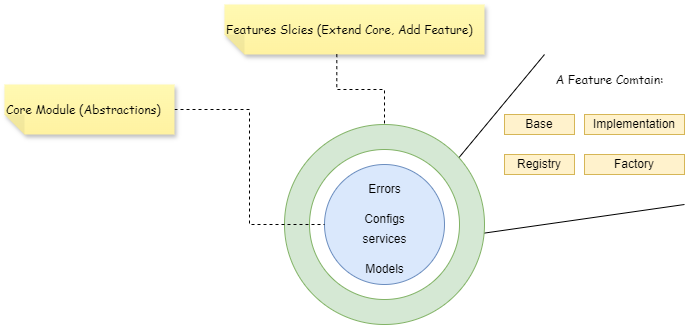 Features Slcies (Extend Core, Add Feature)
A Feature Comtain:
Core Module (Abstractions)
Base
Implementation
Registry
Factory
Errors
Configs
services
Models